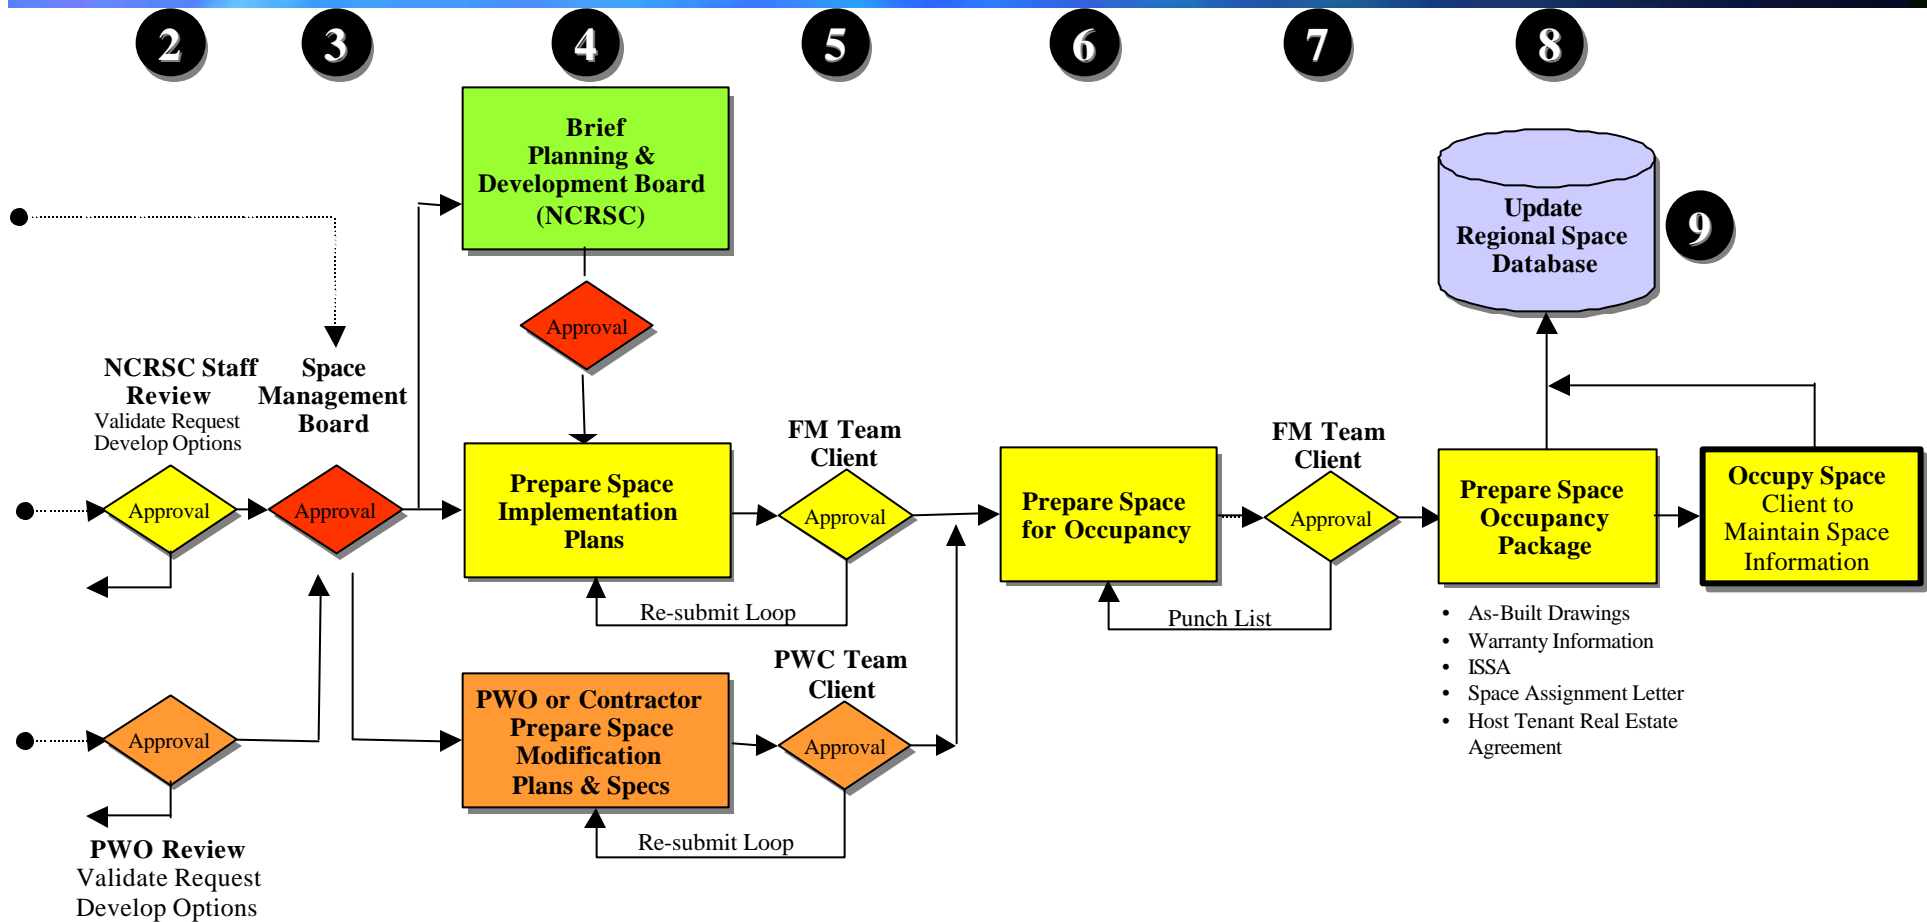 2
3
4
5
6
7
8
Brief
Planning &
Development Board
(NCRSC)
Approval
Update
Regional Space
Database
9
NCRSC Staff
Review
Validate Request
Develop Options
Approval
Space
Management
Board
Approval
Prepare Space
Implementation
Plans
FM Team
Client
Approval
Re-submit Loop
Prepare Space
for Occupancy
FM Team
Client
Approval
Punch List
Prepare Space
Occupancy
Package
Occupy Space
Client to
Maintain Space
Information
• As-Built Drawings
• Warranty Information
• ISSA
• Space Assignment Letter
• Host Tenant Real Estate
Agreement
Approval
PWO Review
Validate Request
Develop Options
PWO or Contractor
Prepare Space
Modification
Plans & Specs
PWC Team
Client
Approval
Re-submit Loop